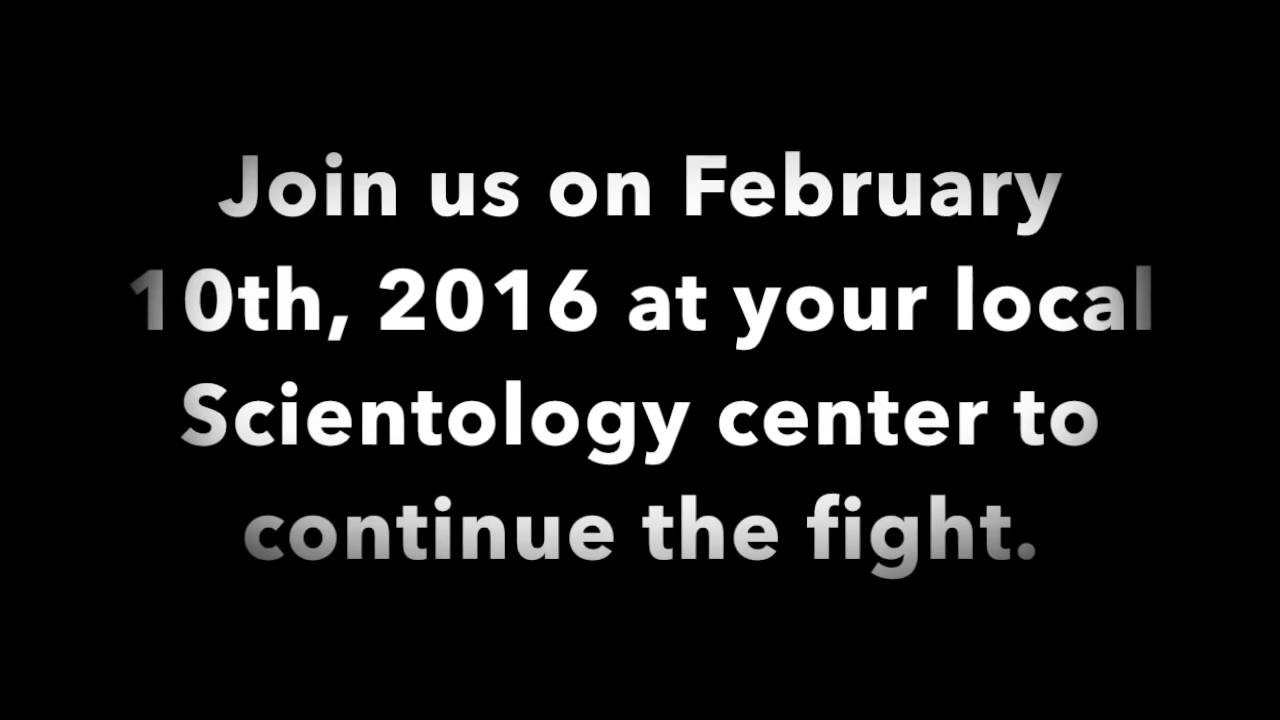 Join us on February
10th, 2016 at your local
Scientology center to
continue the fight.